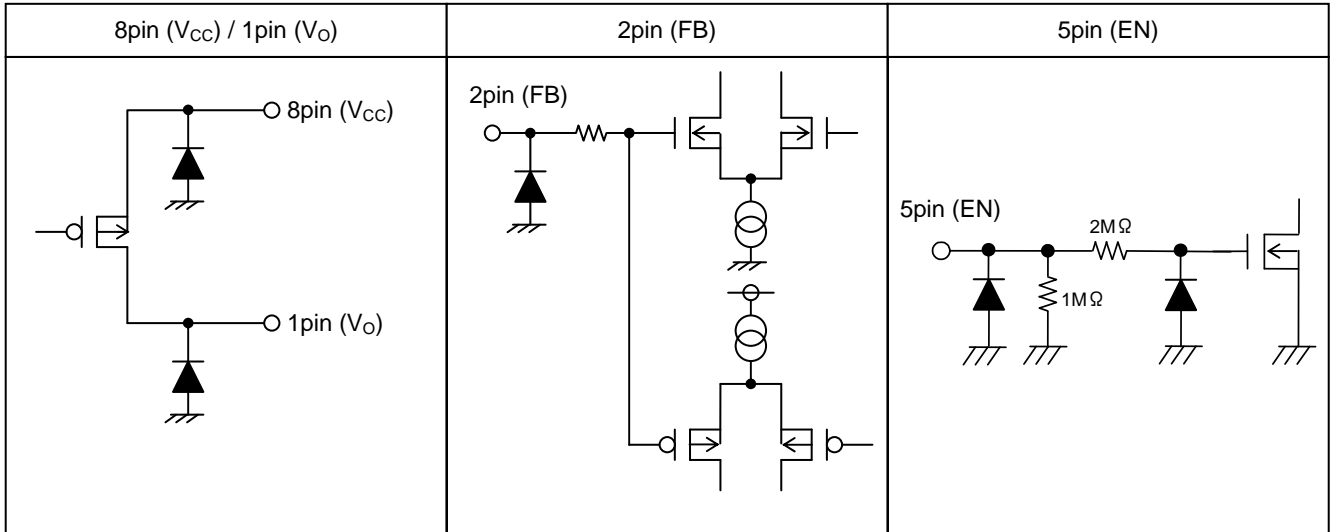 8pin (VCC) / 1pin (VO)
2pin (FB)
5pin (EN)
8pin (VCC)
1pin (VO)
2pin (FB)
5pin (EN)
2MΩ
1MΩ